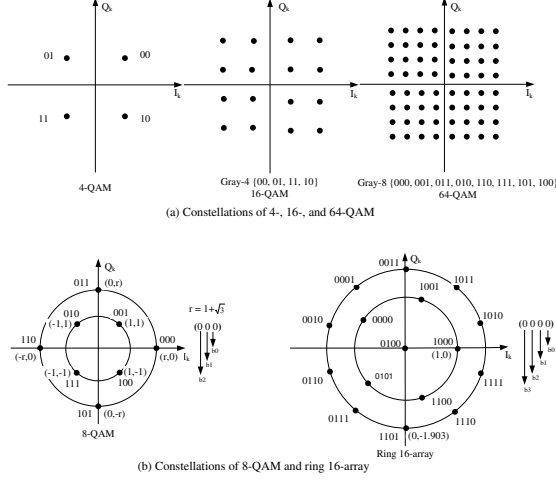 Q_k
Q_k
Q_k
01
00
11
10
I_k
I_k
I_k
4-QAM
Gray-4 {00, 01, 11, 10}
16-QAM
Gray-8 {000, 001, 011, 010, 110, 111, 101, 100}
64-QAM
(a) Constellations of 4-, 16-, and 64-QAM
Q_k
011
(0,r)
010
(-1,1)
001
(1,1)
110
(-r,0)
000
(r,0)
I_k
(-1,-1)
111
(1,-1)
100
101
(0,-r)
8-QAM
r = 1+√3
(0 0 0)
b0
b1
b2
Q_k
0011
0001
1001
1011
0010
0000
1010
0100
1000
(1,0)
I_k
0110
0101
1111
0111
1100
1110
1101
(0,-1.903)
Ring 16-array
(0 0 0 0)
b0
b1
b2
b3
(b) Constellations of 8-QAM and ring 16-array